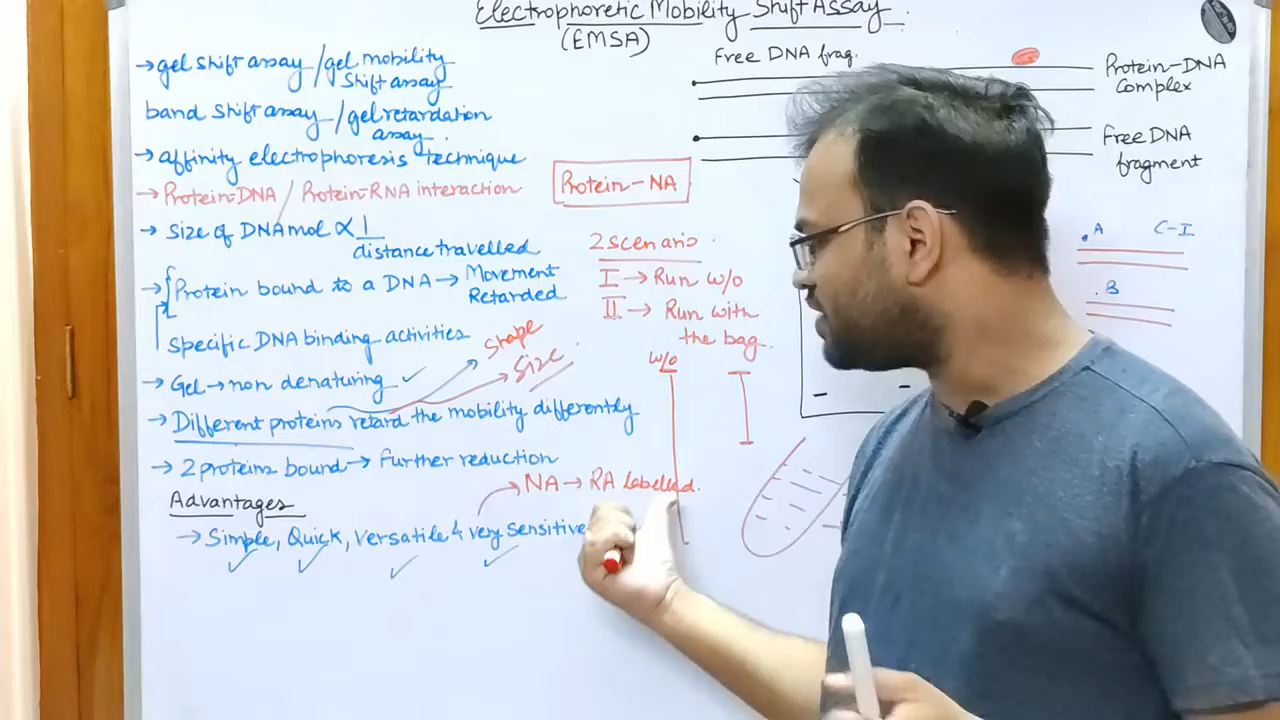 Electrophoretic Mobility Shift Assay
(EMSA)
→ gel shift assay / gel mobility
shift assay
band shift assay / gel retardation
assay.
→ affinity electrophoresis technique
→ Protein-DNA / Protein-RNA interaction
→ Size of DNA mol ∝ 1
distance travelled
→ Protein bound to a DNA → Movement
Retarded
specific DNA binding activities
→ Gel → non denaturing ✓
→ Different proteins retard the mobility differently
→ 2 proteins bound → further reduction
Advantages
→ Simple, Quick, versatile & very sensitive
Protein-NA
2 scenario
I → Run w/o
II → Run with
the bag.
w/o
shape
size
NA → RA labelled.
Free DNA frag.
Protein-DNA
complex
Free DNA
fragment
A C-I
B